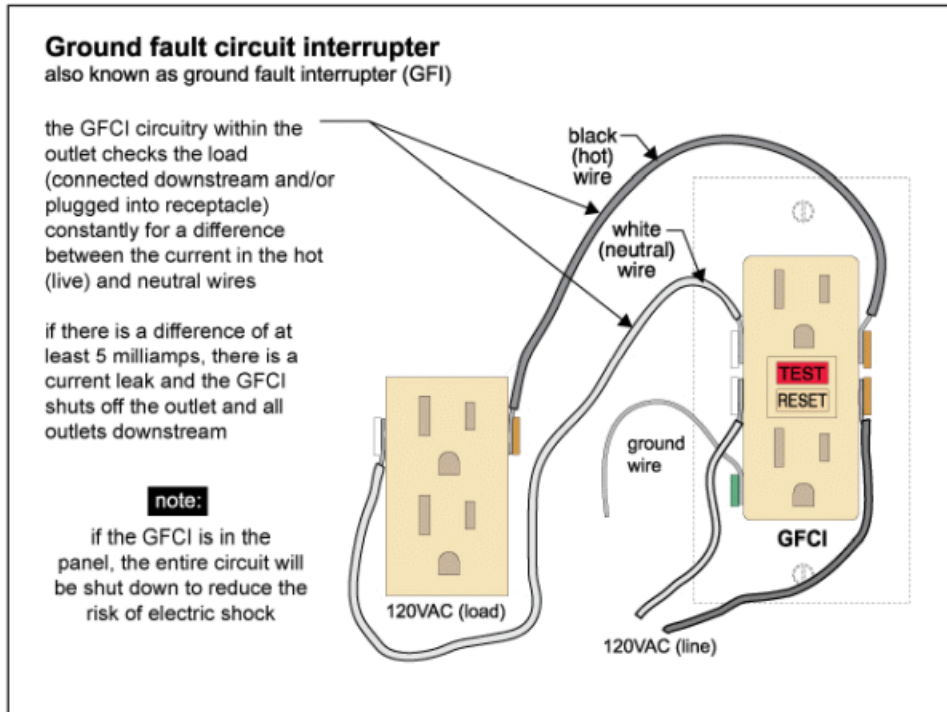 Ground fault circuit interrupter
also known as ground fault interrupter (GFI)
the GFCI circuitry within the
outlet checks the load
(connected downstream and/or
plugged into receptacle)
constantly for a difference
between the current in the hot
(live) and neutral wires
if there is a difference of at
least 5 milliamps, there is a
current leak and the GFCI
shuts off the outlet and all
outlets downstream
note:
if the GFCI is in the
panel, the entire circuit will
be shut down to reduce the
risk of electric shock
black
(hot)
wire
white
(neutral)
wire
TEST
RESET
ground
wire
GFCI
120VAC (load)
120VAC (line)